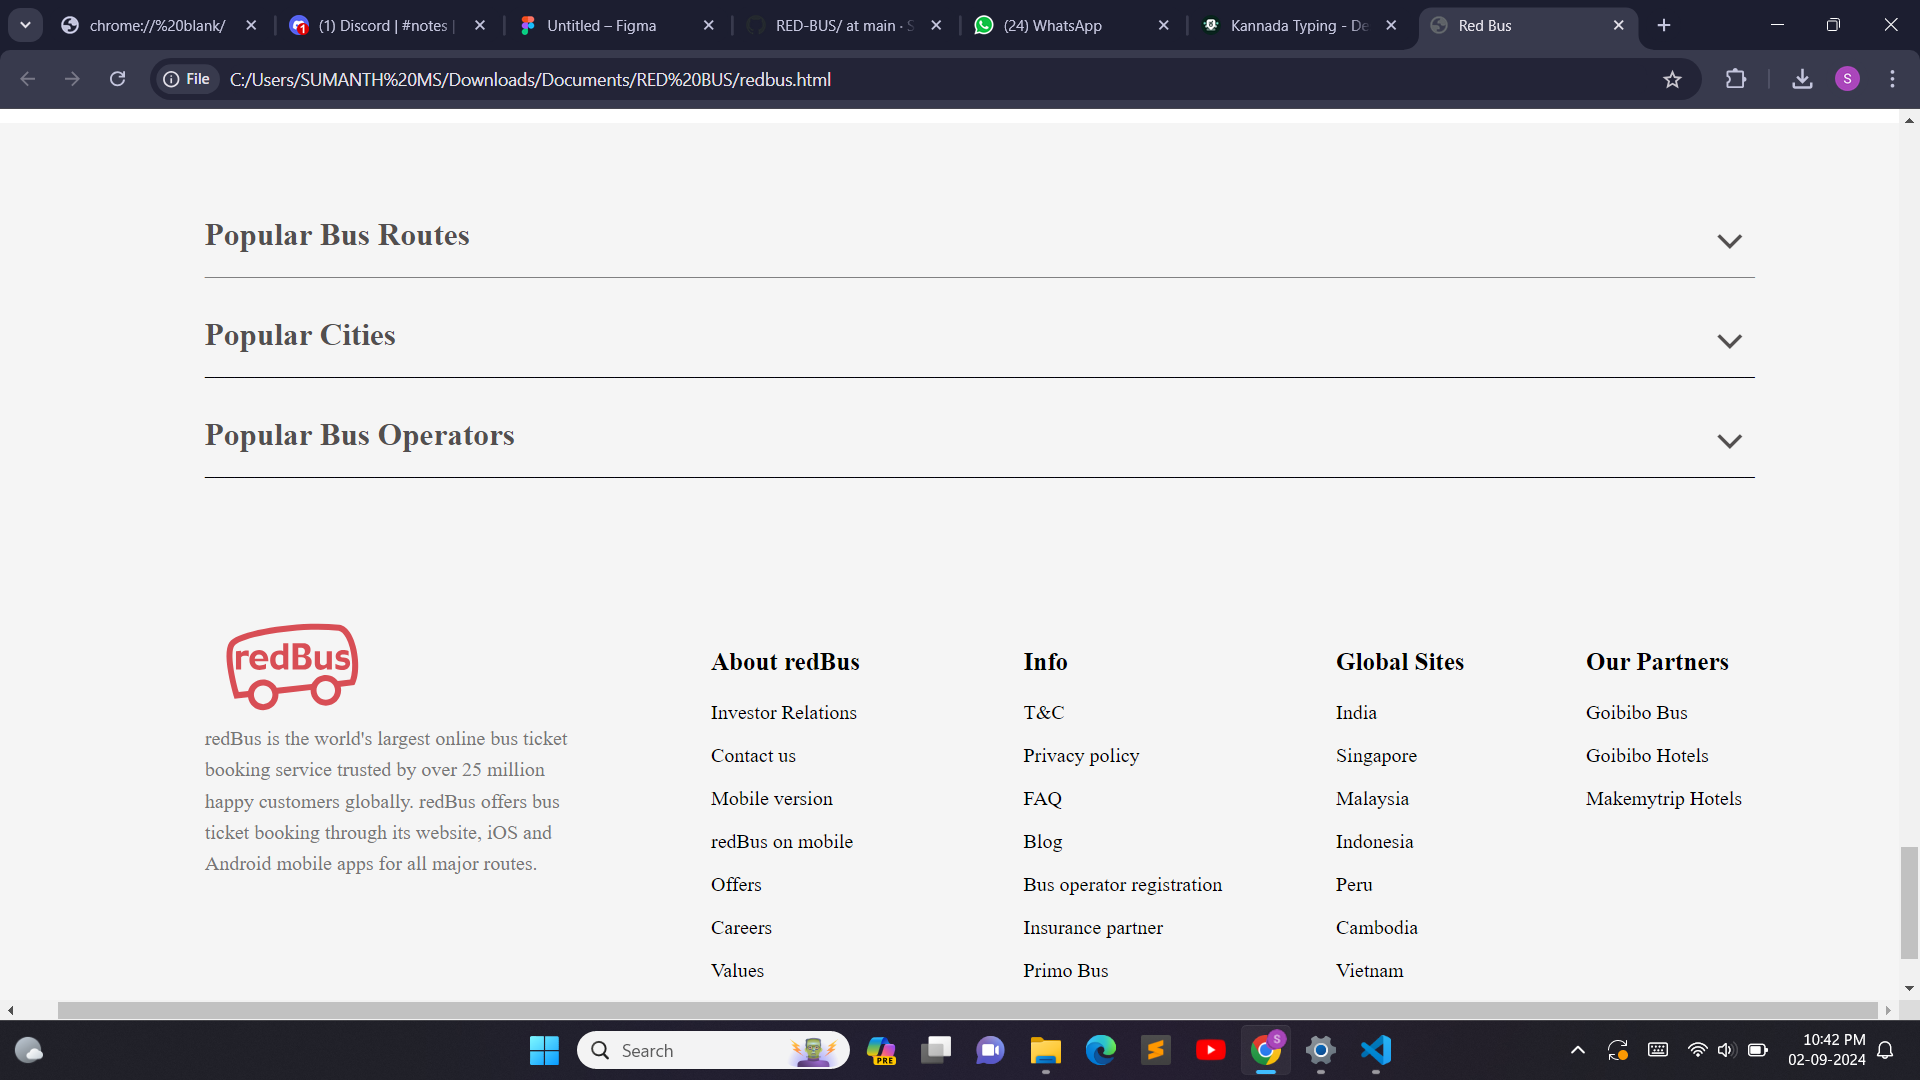 chrome://%20blank/
(1) Discord | #notes |
Untitled – Figma
RED-BUS/ at main · S
(24) WhatsApp
Kannada Typing - De
Red Bus
File
C:/Users/SUMANTH%20MS/Downloads/Documents/RED%20BUS/redbus.html
S
Popular Bus Routes
Popular Cities
Popular Bus Operators
redBus
redBus is the world's largest online bus ticket
booking service trusted by over 25 million
happy customers globally. redBus offers bus
ticket booking through its website, iOS and
Android mobile apps for all major routes.
About redBus
Investor Relations
Contact us
Mobile version
redBus on mobile
Offers
Careers
Values
Info
T&C
Privacy policy
FAQ
Blog
Bus operator registration
Insurance partner
Primo Bus
Global Sites
India
Singapore
Malaysia
Indonesia
Peru
Cambodia
Vietnam
Our Partners
Goibibo Bus
Goibibo Hotels
Makemytrip Hotels
Search
PRE
S
10:42 PM
02-09-2024